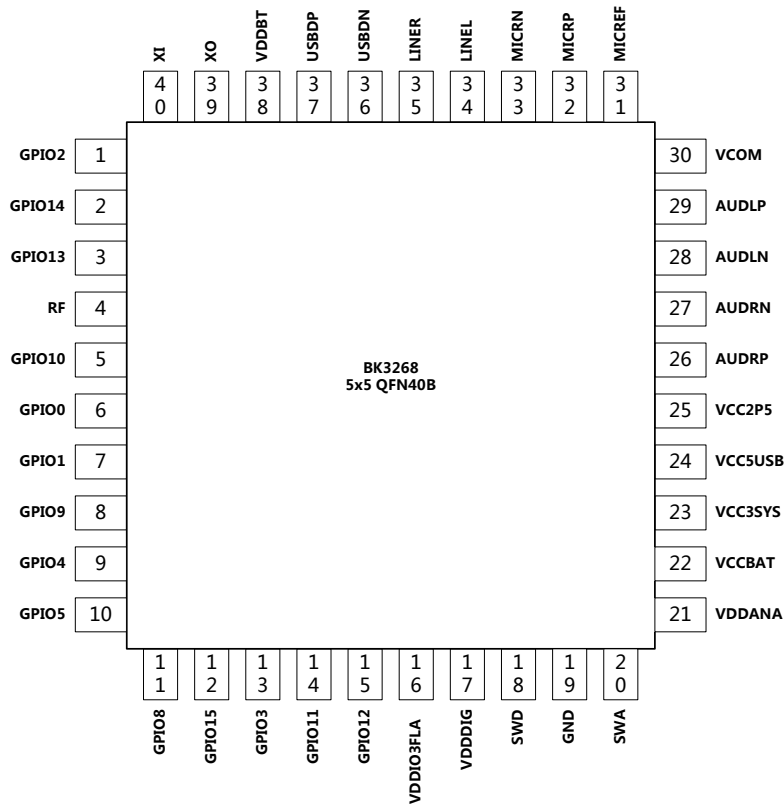 XI XO VDDBT USBDP USBDN LINER LINEL MICRN MICRP MICREF
40 39 38 37 36 35 34 33 32 31
GPIO2 1 30 VCOM
GPIO14 2 29 AUDLP
GPIO13 3 28 AUDLN
RF 4 27 AUDRN
GPIO10 5 26 AUDRP
BK3268
5x5 QFN40B
GPIO0 6 25 VCC2P5
GPIO1 7 24 VCC5USB
GPIO9 8 23 VCC3SYS
GPIO4 9 22 VCCBAT
GPIO5 10 21 VDDANA
11 12 13 14 15 16 17 18 19 20
GPIO8 GPIO15 GPIO3 GPIO11 GPIO12 VDDIO3FLA VDDDIG SWD GND SWA